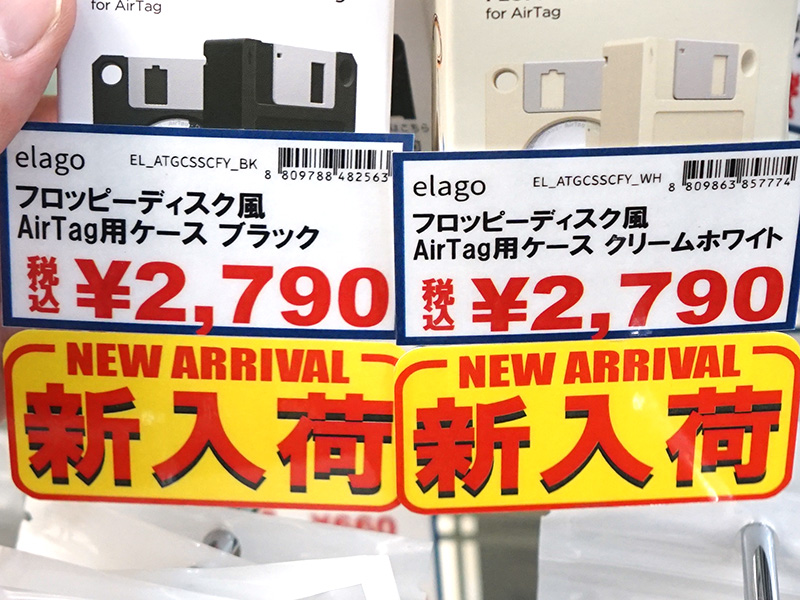 for AirTag
for AirTag
elago EL_ATGCSSCFY_BK 8 809788 482563
フロッピーディスク風
AirTag用ケース ブラック
税込 ¥2,790
NEW ARRIVAL
新入荷
elago EL_ATGCSSCFY_WH 8 809863 857774
フロッピーディスク風
AirTag用ケース クリームホワイト
税込 ¥2,790
NEW ARRIVAL
新入荷